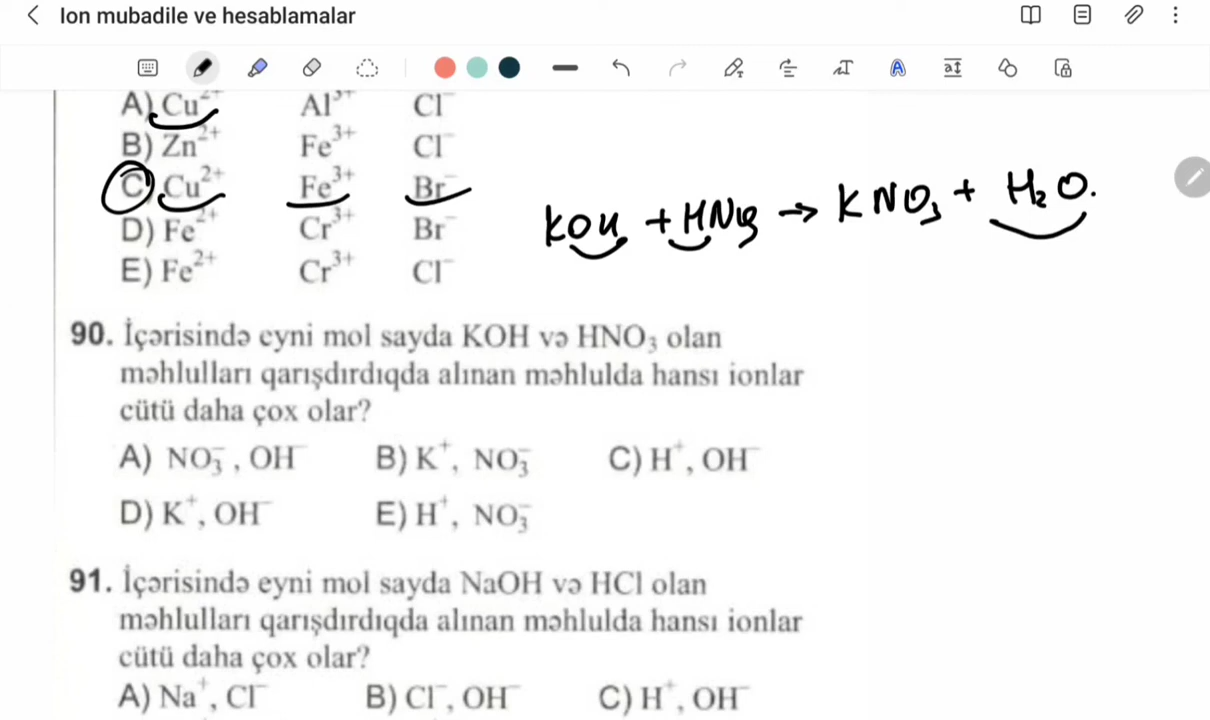 Ion mubadile ve hesablamalar
A) Cu²⁺ Al³⁺ Cl⁻
B) Zn²⁺ Fe³⁺ Cl⁻
C) Cu²⁺ Fe³⁺ Br⁻
D) Fe²⁺ Cr³⁺ Br⁻
E) Fe²⁺ Cr³⁺ Cl⁻
KOH + HNO₃ → KNO₃ + H₂O.
90. İçərisində eyni mol sayda KOH və HNO₃ olan
məhlulları qarışdırdıqda alınan məhlulda hansı ionlar
cütü daha çox olar?
A) NO₃⁻, OH⁻ B) K⁺, NO₃⁻ C) H⁺, OH⁻
D) K⁺, OH⁻ E) H⁺, NO₃⁻
91. İçərisində eyni mol sayda NaOH və HCl olan
məhlulları qarışdırdıqda alınan məhlulda hansı ionlar
cütü daha çox olar?
A) Na⁺, Cl⁻ B) Cl⁻, OH⁻ C) H⁺, OH⁻